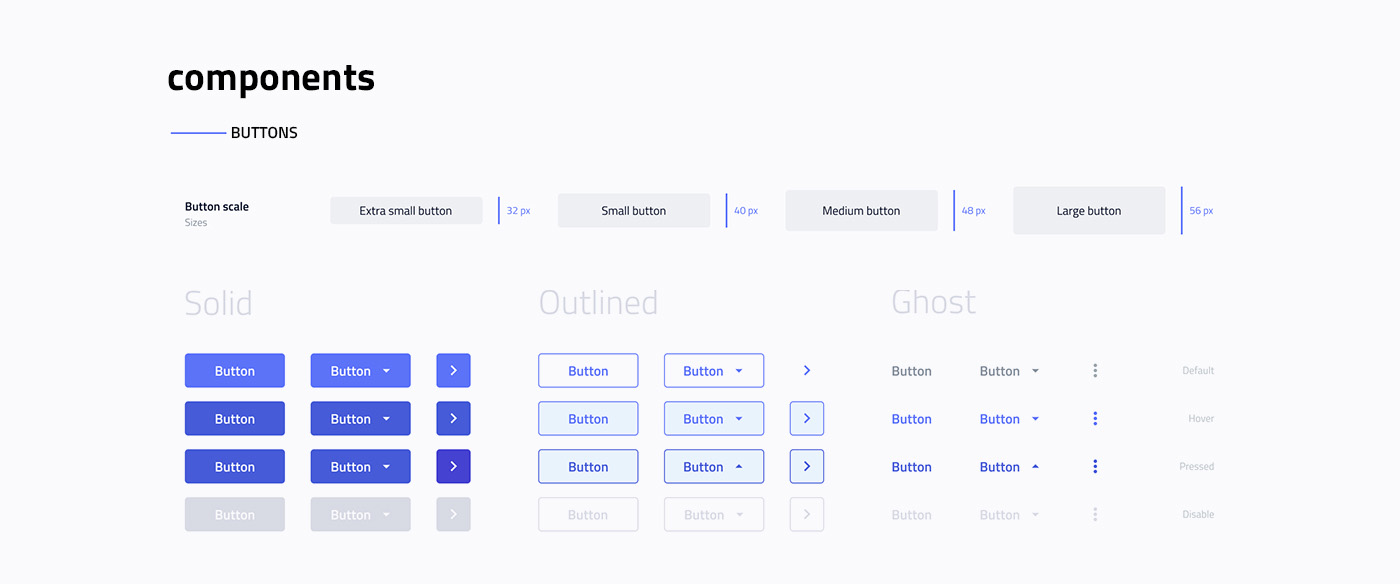 components
BUTTONS
Button scale
Sizes
Extra small button 32 px Small button 40 px Medium button 48 px Large button 56 px
Solid Outlined Ghost
Button Button Button Button Button Button Default
Button Button Button Button Button Button Hover
Button Button Button Button Button Button Pressed
Button Button Button Button Button Button Disable